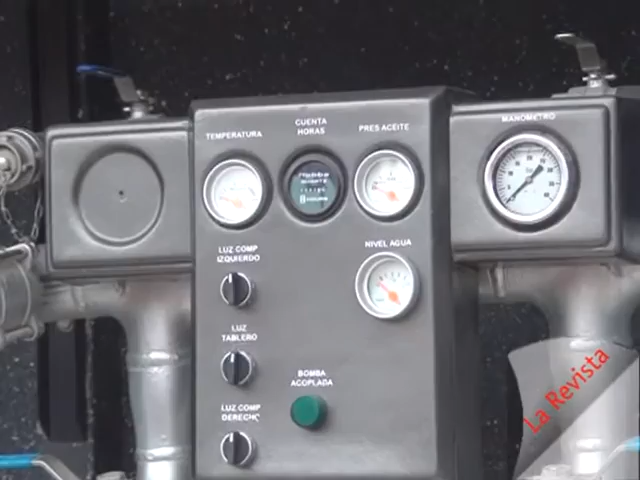 TEMPERATURA
CUENTA
HORAS
PRES ACEITE
MANOMETRO
LUZ COMP
IZQUIERDO
NIVEL AGUA
LUZ
TABLERO
BOMBA
ACOPLADA
LUZ COMP
DERECHO
La Revista